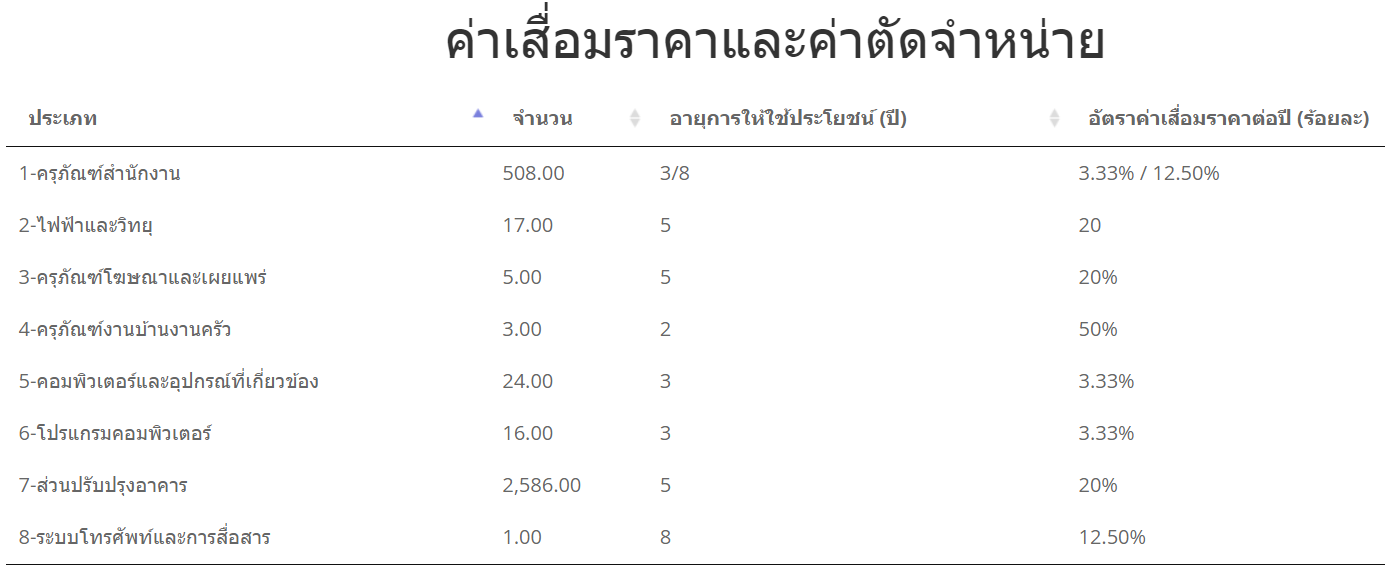 ค่าเสื่อมราคาและค่าตัดจำหน่าย
ประเภท จำนวน อายุการให้ใช้ประโยชน์ (ปี) อัตราค่าเสื่อมราคาต่อปี (ร้อยละ)
1-ครุภัณฑ์สำนักงาน 508.00 3/8 3.33% / 12.50%
2-ไฟฟ้าและวิทยุ 17.00 5 20
3-ครุภัณฑ์โฆษณาและเผยแพร่ 5.00 5 20%
4-ครุภัณฑ์งานบ้านงานครัว 3.00 2 50%
5-คอมพิวเตอร์และอุปกรณ์ที่เกี่ยวข้อง 24.00 3 3.33%
6-โปรแกรมคอมพิวเตอร์ 16.00 3 3.33%
7-ส่วนปรับปรุงอาคาร 2,586.00 5 20%
8-ระบบโทรศัพท์และการสื่อสาร 1.00 8 12.50%